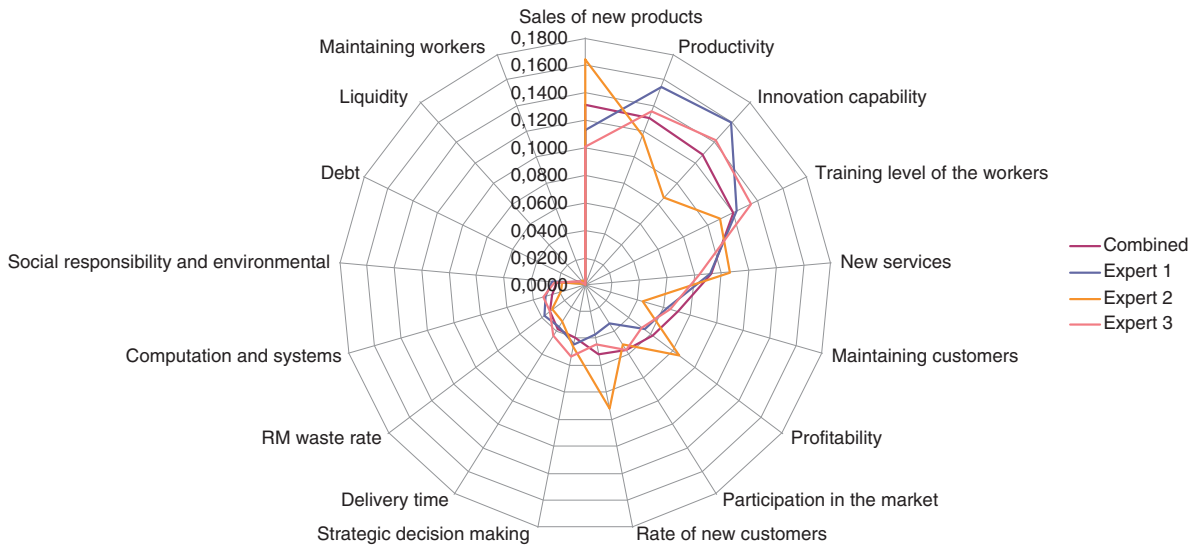 Sales of new products
Productivity
Innovation capability
Training level of the workers
New services
Maintaining customers
Profitability
Participation in the market
Rate of new customers
Strategic decision making
Delivery time
RM waste rate
Computation and systems
Social responsibility and environmental
Debt
Liquidity
Maintaining workers
0,1800
0,1600
0,1400
0,1200
0,1000
0,0800
0,0600
0,0400
0,0200
0,0000
Combined
Expert 1
Expert 2
Expert 3